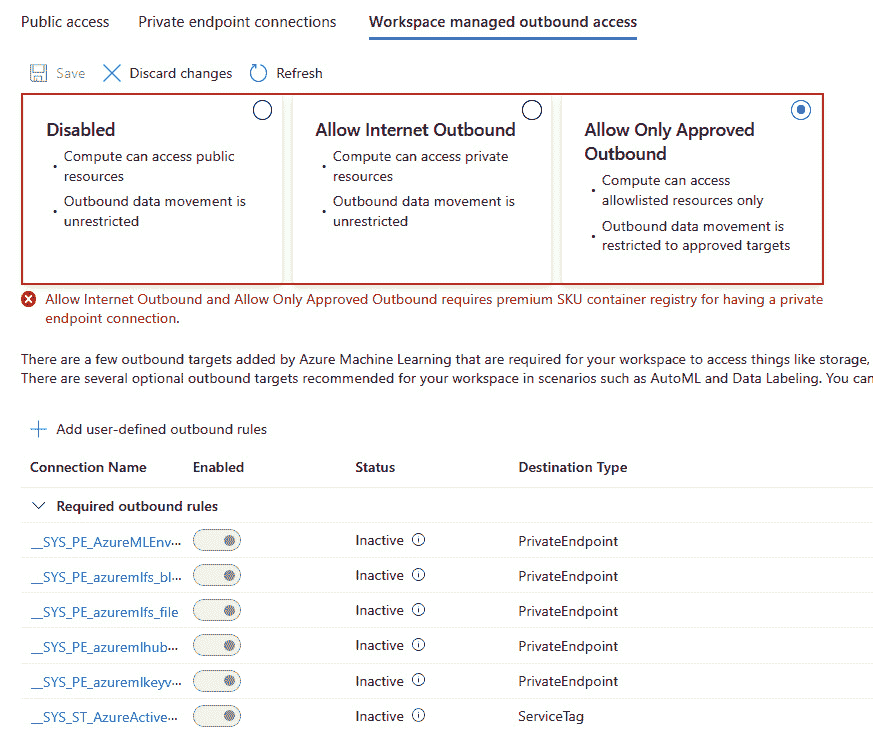 Public access Private endpoint connections Workspace managed outbound access
Save Discard changes Refresh
Disabled
• Compute can access public
resources
• Outbound data movement is
unrestricted
Allow Internet Outbound
• Compute can access private
resources
• Outbound data movement is
unrestricted
Allow Only Approved
Outbound
• Compute can access
allowlisted resources only
• Outbound data movement is
restricted to approved targets
Allow Internet Outbound and Allow Only Approved Outbound requires premium SKU container registry for having a private
endpoint connection.
There are a few outbound targets added by Azure Machine Learning that are required for your workspace to access things like storage,
There are several optional outbound targets recommended for your workspace in scenarios such as AutoML and Data Labeling. You can
Add user-defined outbound rules
Connection Name Enabled Status Destination Type
Required outbound rules
__SYS_PE_AzureMLEnv... Inactive PrivateEndpoint
__SYS_PE_azuremlfs_bl... Inactive PrivateEndpoint
__SYS_PE_azuremlfs_file Inactive PrivateEndpoint
__SYS_PE_azuremlhub... Inactive PrivateEndpoint
__SYS_PE_azuremlkeyv... Inactive PrivateEndpoint
__SYS_ST_AzureActive... Inactive ServiceTag